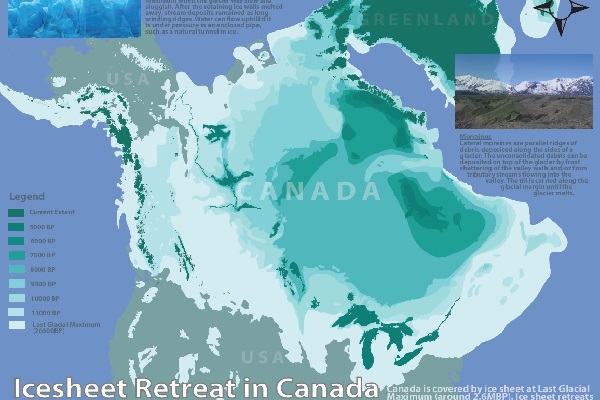 sluggish. After the retaining ice walls melted
away, stream deposits remained as long
winding ridges. Water can flow uphill if it
is under pressure in an enclosed pipe,
such as a natural tunnel in ice.
GREENLAND
USA
Moraines
Lateral moraines are parallel ridges of
debris deposited along the sides of a
glacier. The unconsolidated debris can be
deposited on top of the glacier by frost
shattering of the valley walls and/or from
tributary streams flowing into the
valley. The till is carried along the
glacial margin until the
glacier melts.
CANADA
Legend
Current Extent
5000 BP
6000 BP
7000 BP
8000 BP
9000 BP
10000 BP
11000 BP
Last Glacial Maximum
USA
Icesheet Retreat in Canada
Canada is covered by ice sheet at Last Glacial
Maximum (around 2.6MBP). Ice sheet retreats